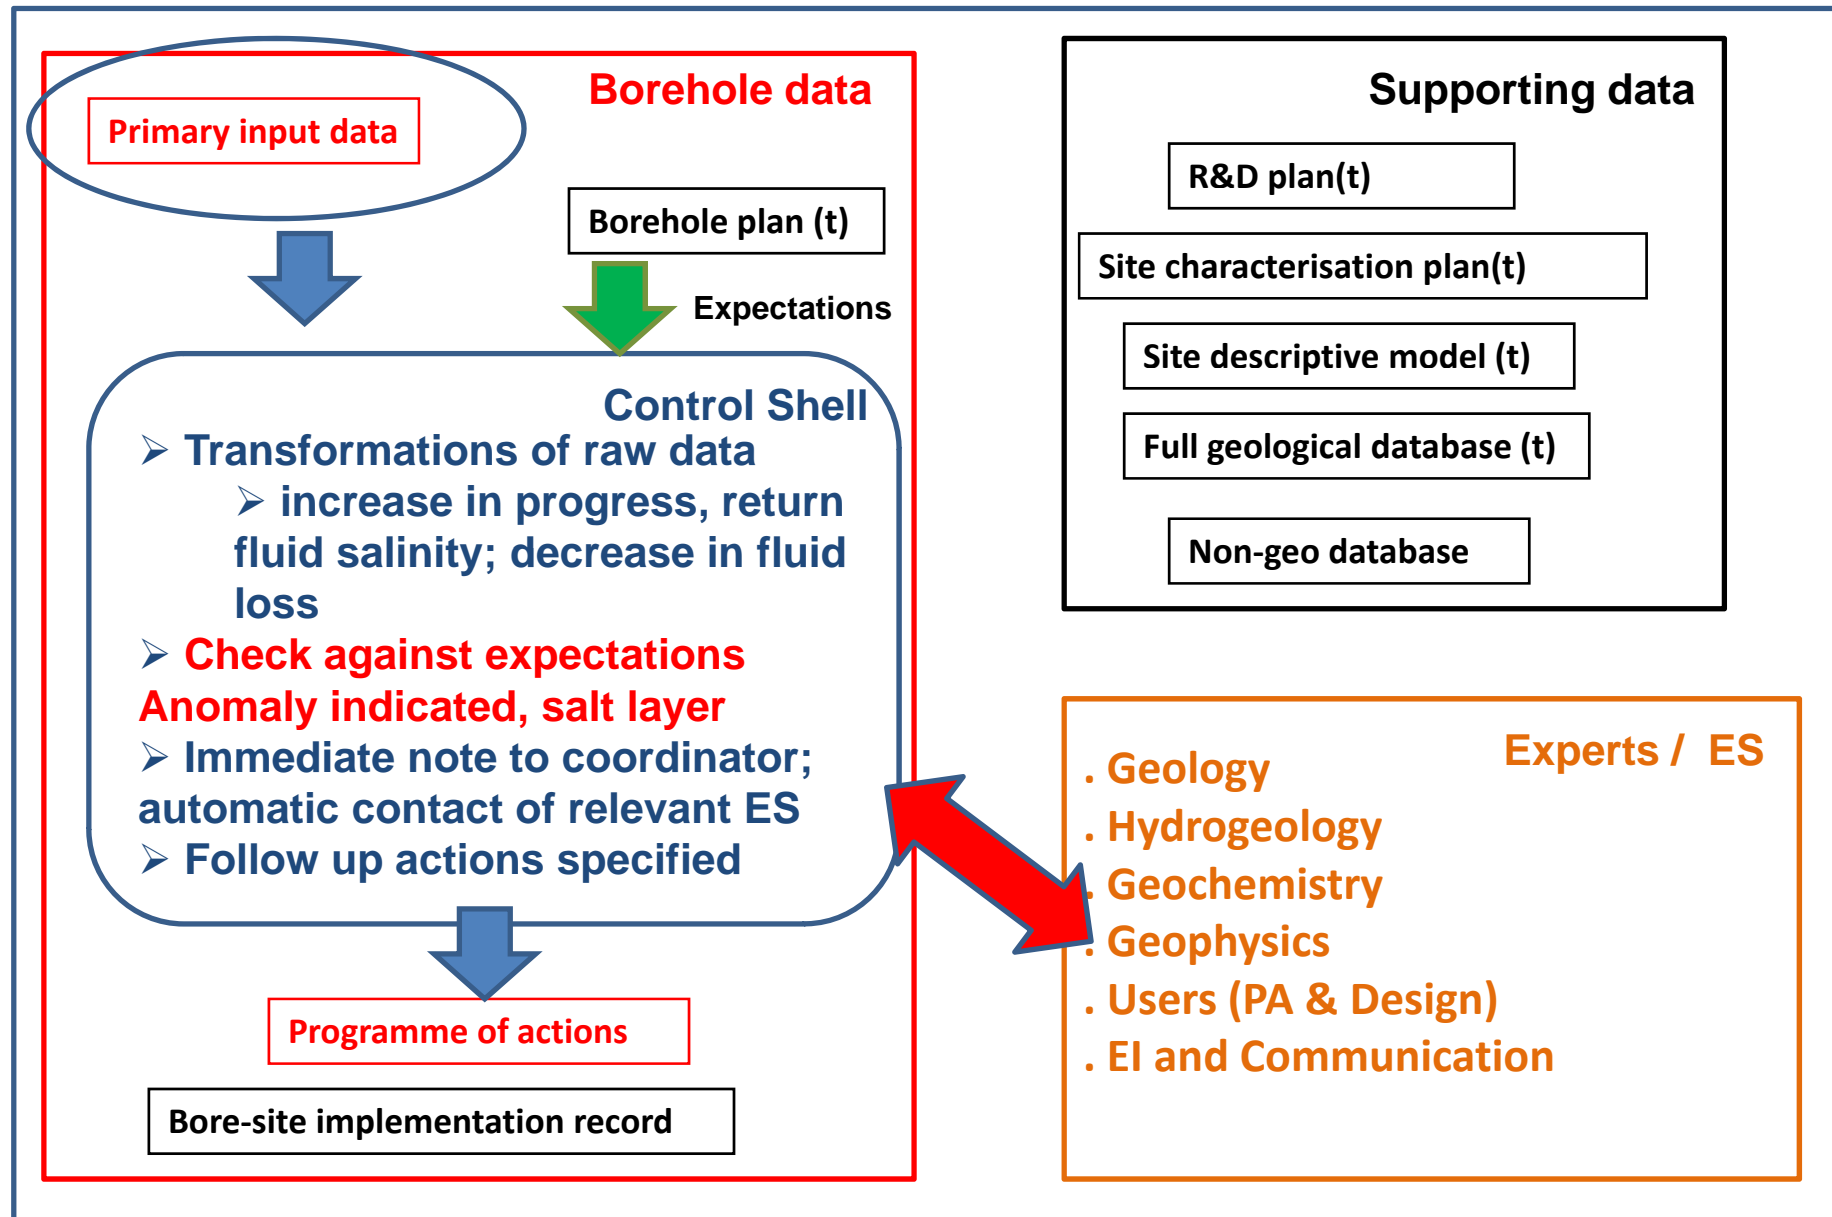 Borehole data
Primary input data
Borehole plan (t)
Expectations
Control Shell
➢ Transformations of raw data
➢ increase in progress, return
fluid salinity; decrease in fluid
loss
➢ Check against expectations
Anomaly indicated, salt layer
➢ Immediate note to coordinator;
automatic contact of relevant ES
➢ Follow up actions specified
Programme of actions
Bore-site implementation record
Supporting data
R&D plan(t)
Site characterisation plan(t)
Site descriptive model (t)
Full geological database (t)
Non-geo database
Experts / ES
. Geology
. Hydrogeology
. Geochemistry
. Geophysics
. Users (PA & Design)
. EI and Communication